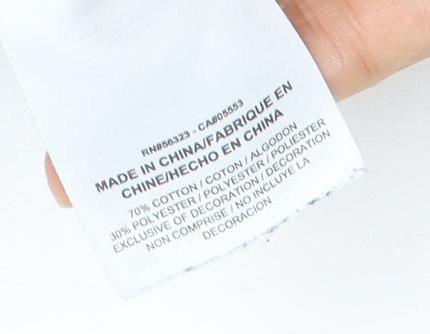 RN#56323 - CA#05553
MADE IN CHINA/FABRIQUE EN
CHINE/HECHO EN CHINA
70% COTTON / COTON / ALGODON
30% POLYESTER / POLYESTER / POLIESTER
EXCLUSIVE OF DECORATION / DECORATION
NON COMPRISE / NO INCLUYE LA
DECORACION